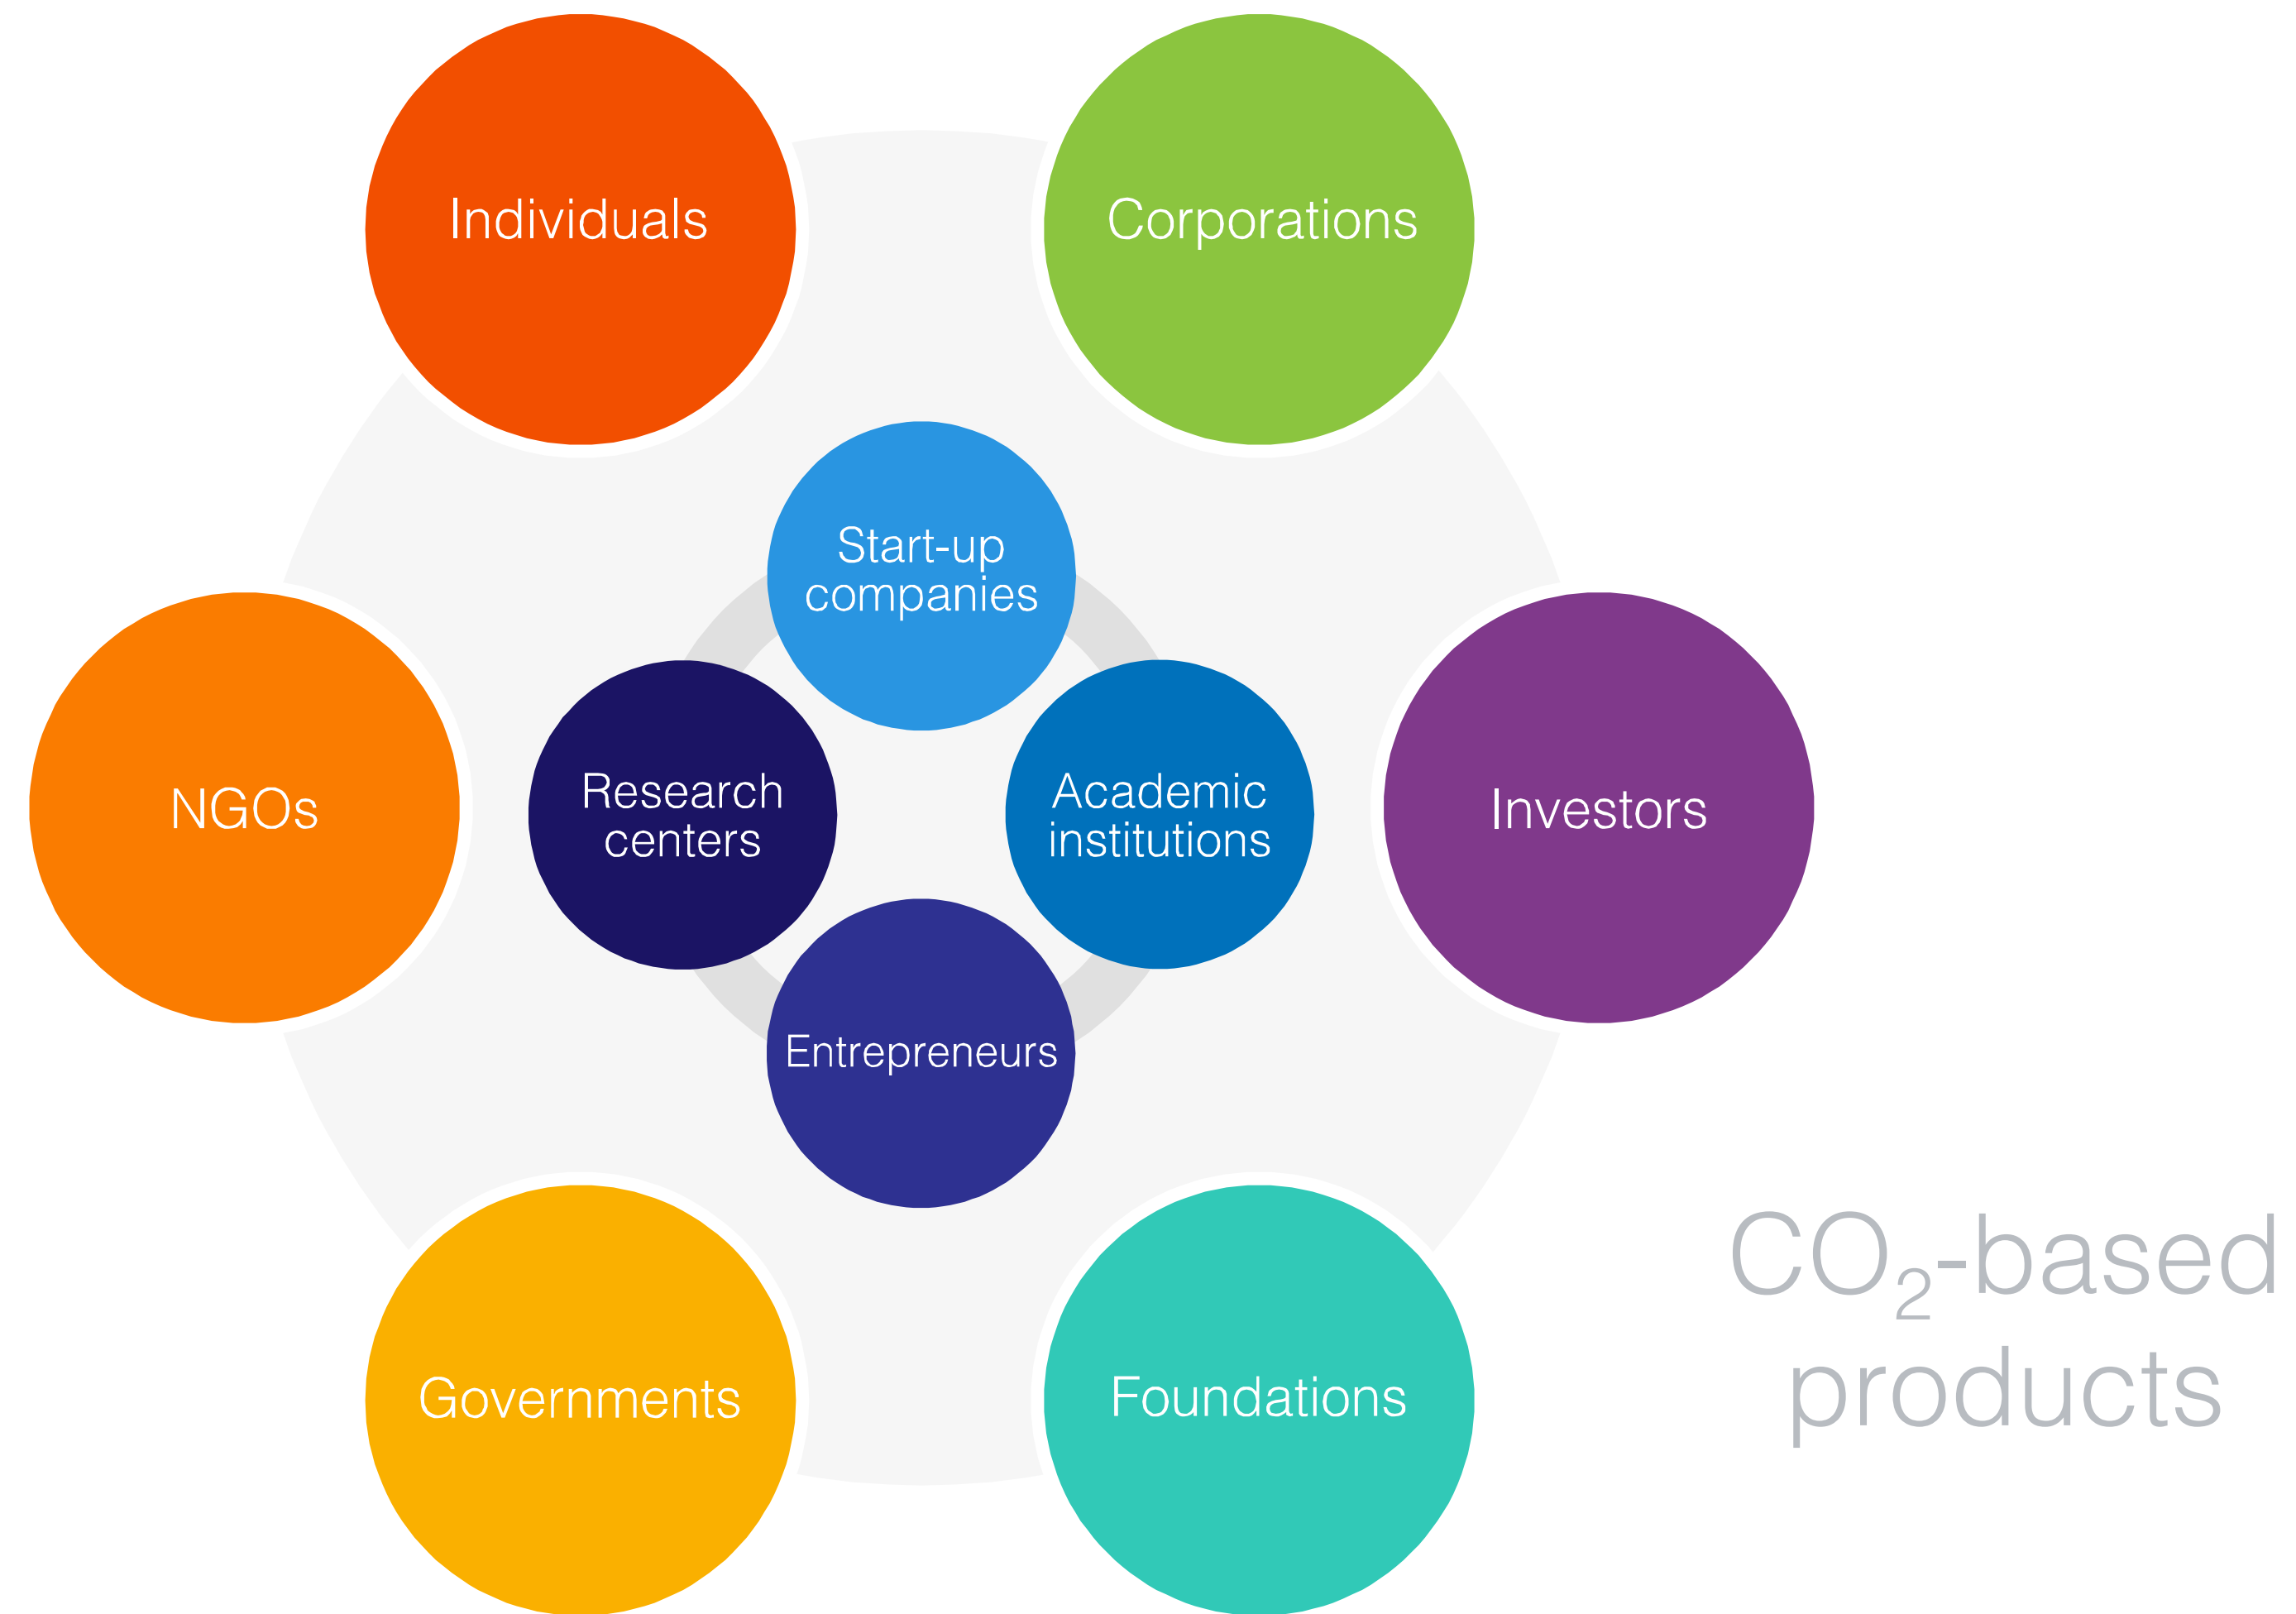 Individuals
Corporations
Start-up
companies
NGOs
Research
centers
Academic
institutions
Investors
Entrepreneurs
Governments
Foundations
CO₂-based
products